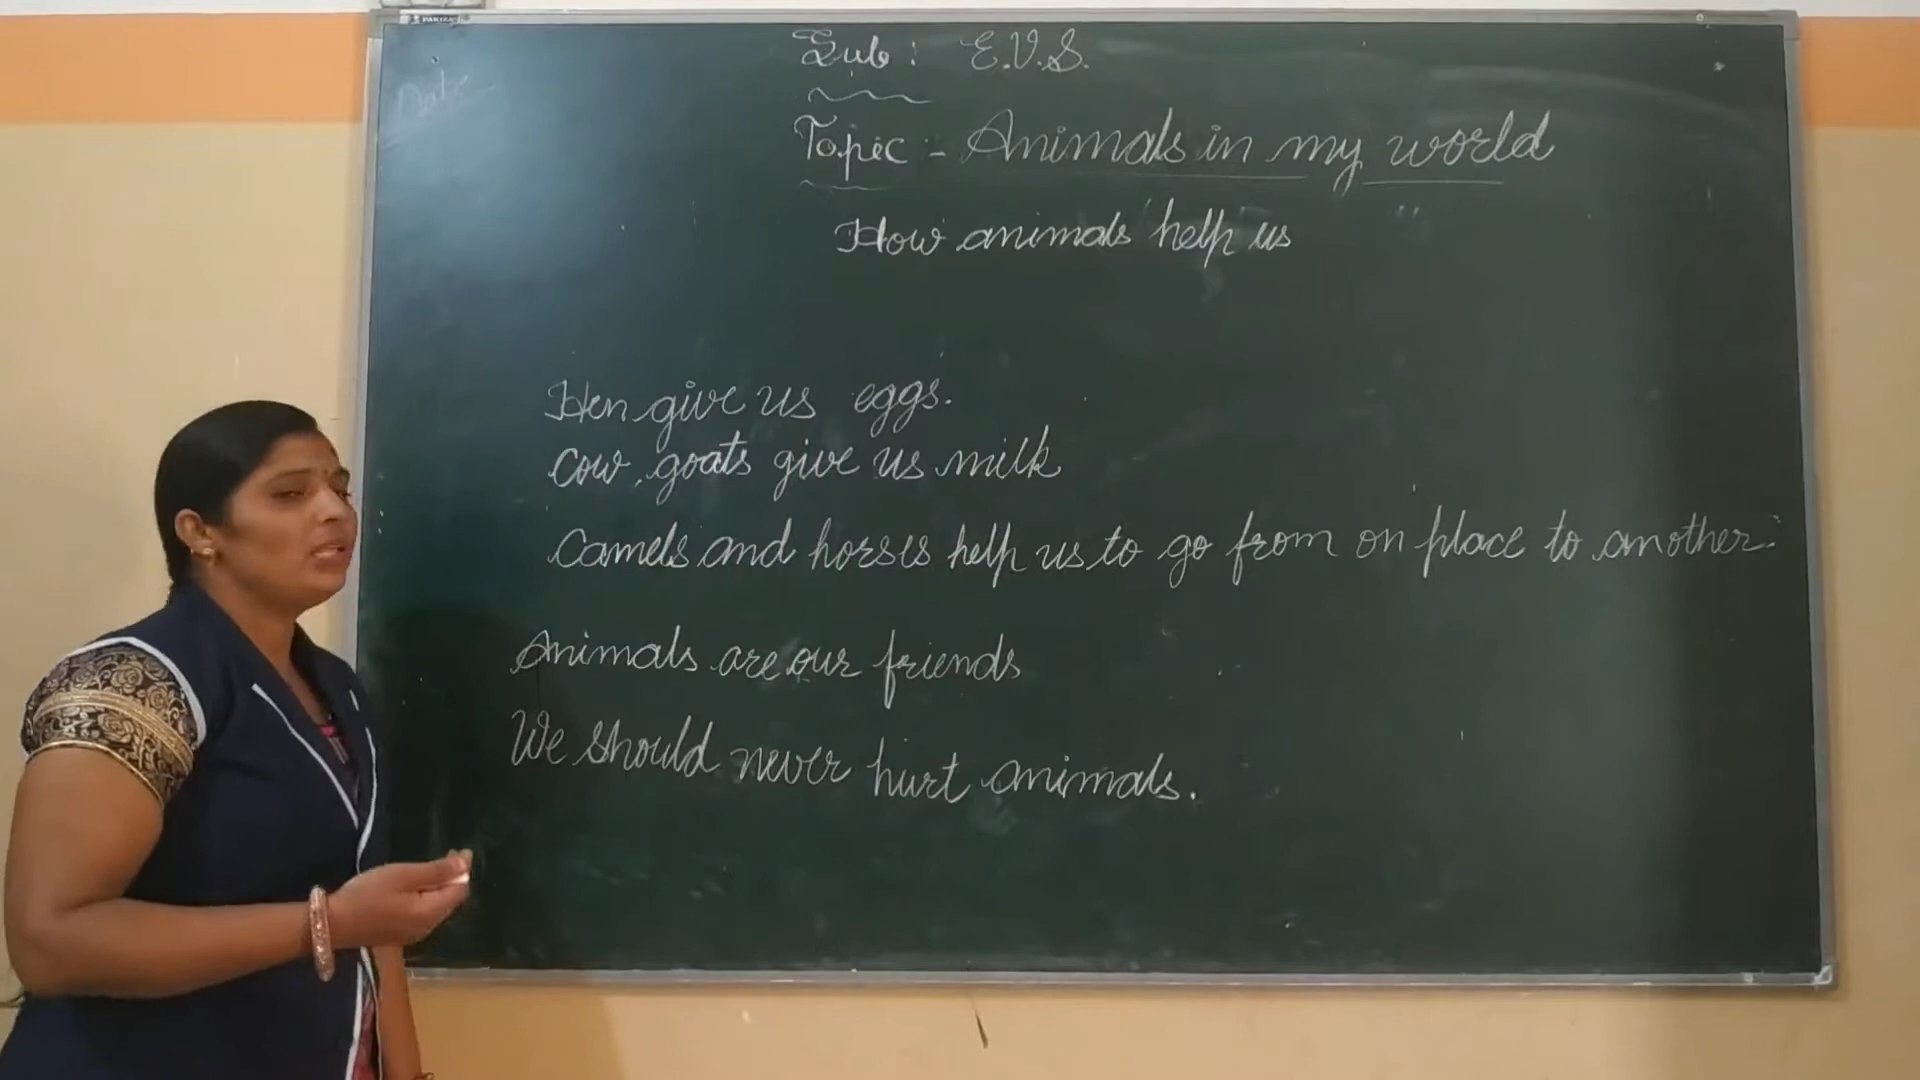 Sub : E.V.S.
Date
Topic - Animals in my world
How animals help us
Hen give us eggs.
Cow, goats give us milk
Camels and horses help us to go from on place to another.
Animals are our friends
We should never hurt animals.